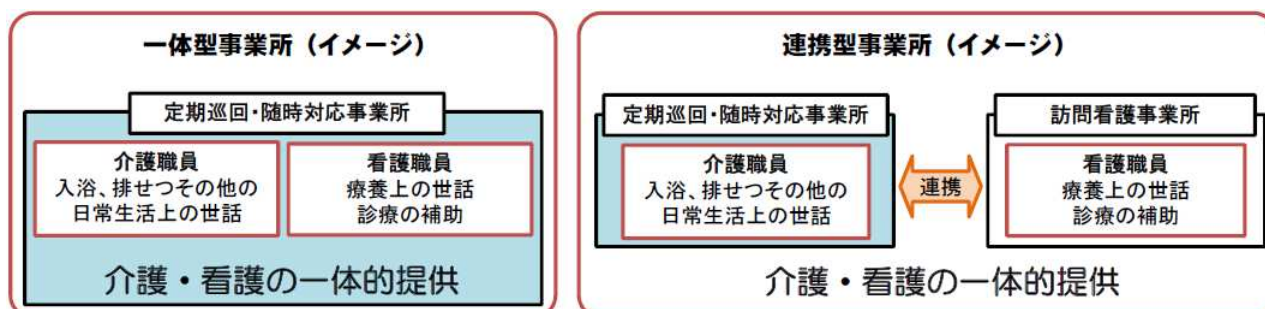 一体型事業所（イメージ）
定期巡回・随時対応事業所
介護職員
入浴、排せつその他の
日常生活上の世話
看護職員
療養上の世話
診療の補助
介護・看護の一体的提供
連携型事業所（イメージ）
定期巡回・随時対応事業所
介護職員
入浴、排せつその他の
日常生活上の世話
連携
訪問看護事業所
看護職員
療養上の世話
診療の補助
介護・看護の一体的提供